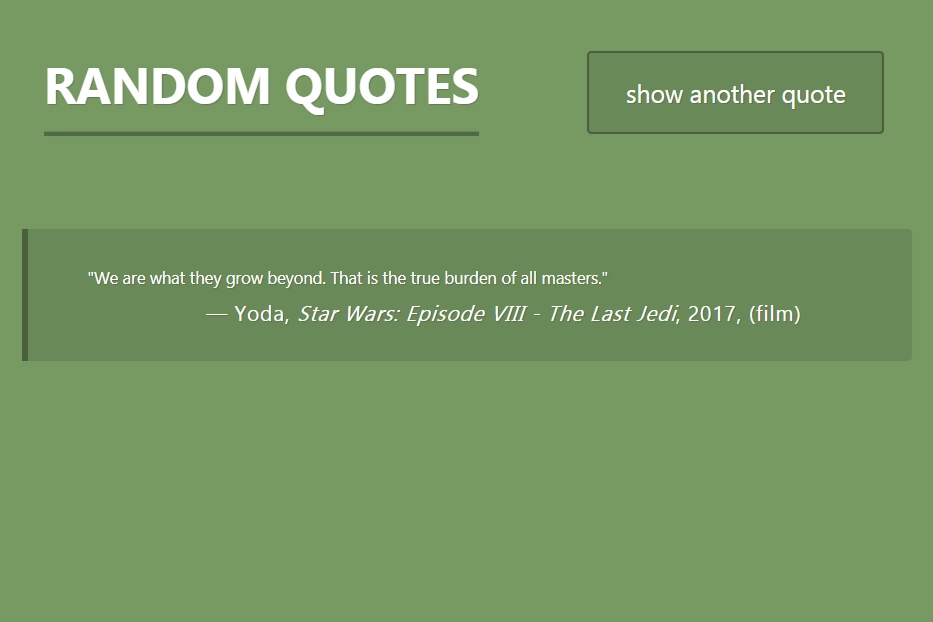 RANDOM QUOTES
show another quote
"We are what they grow beyond. That is the true burden of all masters."
— Yoda, Star Wars: Episode VIII - The Last Jedi, 2017, (film)